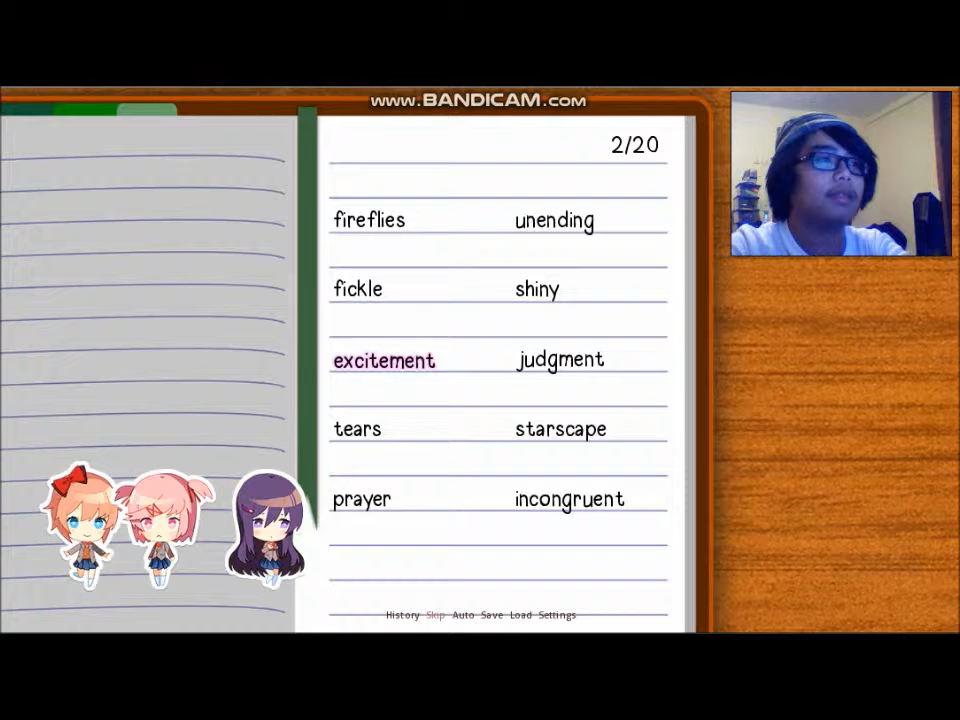 www.BANDICAM.com
2/20
fireflies unending
fickle shiny
excitement judgment
tears starscape
prayer incongruent
History Skip Auto Save Load Settings